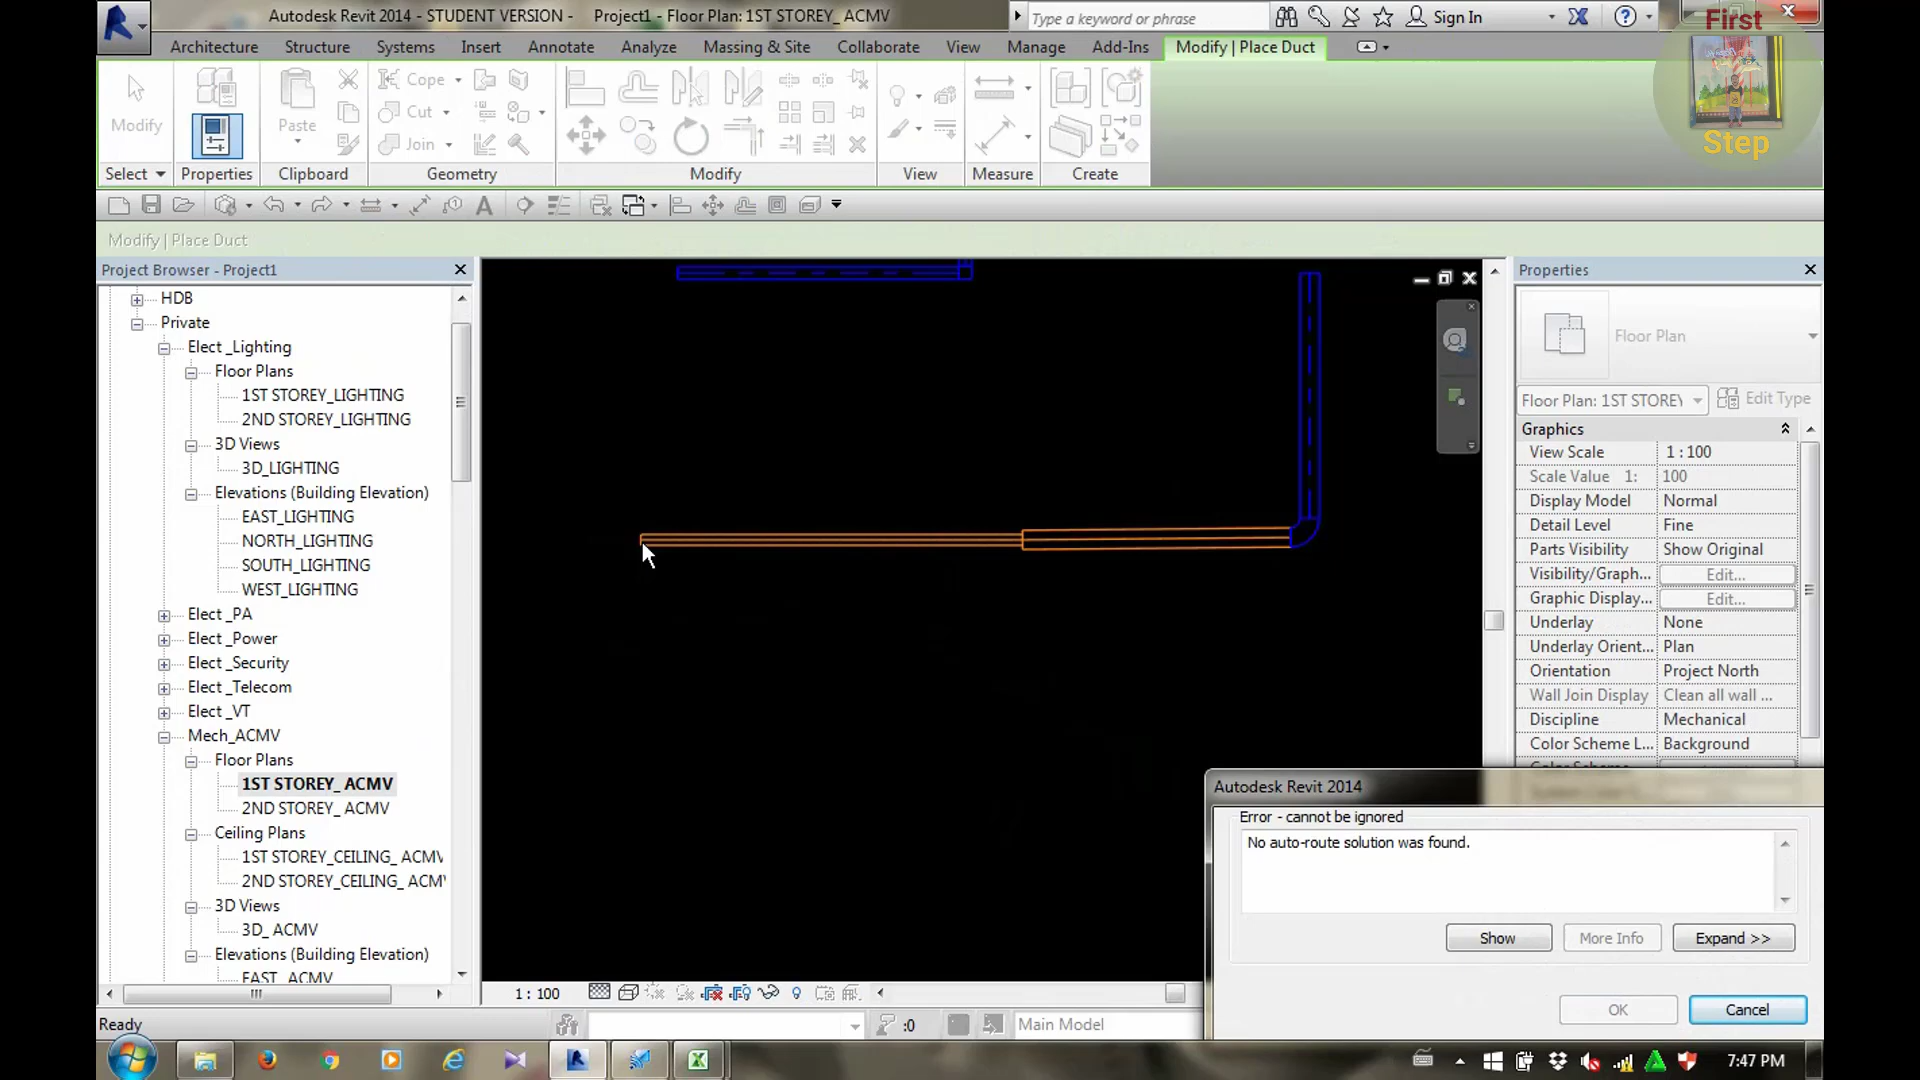 Autodesk Revit 2014 - STUDENT VERSION - Project1 - Floor Plan: 1ST STOREY_ ACMV
Type a keyword or phrase
Sign In
First
Step
Architecture Structure Systems Insert Annotate Analyze Massing & Site Collaborate View Manage Add-Ins Modify | Place Duct
Modify
Paste
Cope
Cut
Join
Select Properties Clipboard Geometry Modify View Measure Create
Modify | Place Duct
Project Browser - Project1
HDB
Private
Elect _Lighting
Floor Plans
1ST STOREY_LIGHTING
2ND STOREY_LIGHTING
3D Views
3D_LIGHTING
Elevations (Building Elevation)
EAST_LIGHTING
NORTH_LIGHTING
SOUTH_LIGHTING
WEST_LIGHTING
Elect _PA
Elect _Power
Elect _Security
Elect _Telecom
Elect _VT
Mech_ACMV
Floor Plans
1ST STOREY_ ACMV
2ND STOREY_ ACMV
Ceiling Plans
1ST STOREY_CEILING_ ACMV
2ND STOREY_CEILING_ ACM
3D Views
3D_ ACMV
Elevations (Building Elevation)
EAST_ ACMV
Properties
Floor Plan
Floor Plan: 1ST STOREY Edit Type
Graphics
View Scale 1 : 100
Scale Value 1: 100
Display Model Normal
Detail Level Fine
Parts Visibility Show Original
Visibility/Graph... Edit...
Graphic Display... Edit...
Underlay None
Underlay Orient... Plan
Orientation Project North
Wall Join Display Clean all wall ...
Discipline Mechanical
Color Scheme L... Background
Autodesk Revit 2014
Error - cannot be ignored
No auto-route solution was found.
Show More Info Expand >>
OK Cancel
1 : 100
Ready
:0
Main Model
7:47 PM